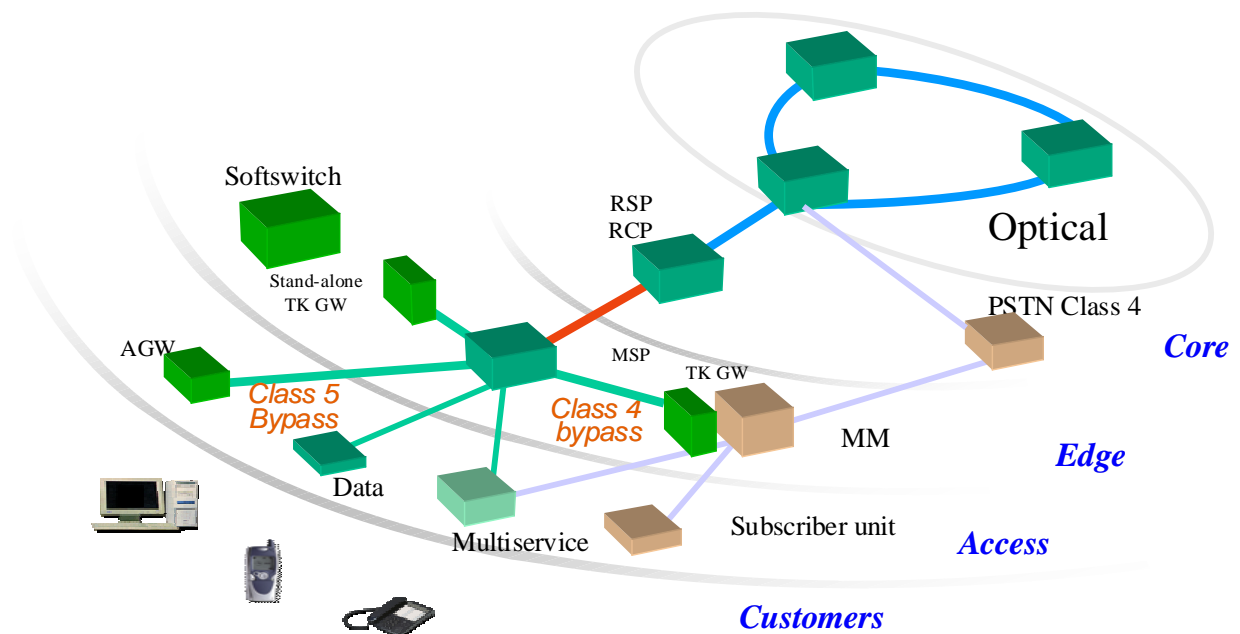 Softswitch
RSP
RCP
Optical
Stand-alone
TK GW
PSTN Class 4
AGW
MSP
TK GW
Core
Class 5
Bypass
Class 4
bypass
MM
Edge
Data
Multiservice
Subscriber unit
Access
Customers